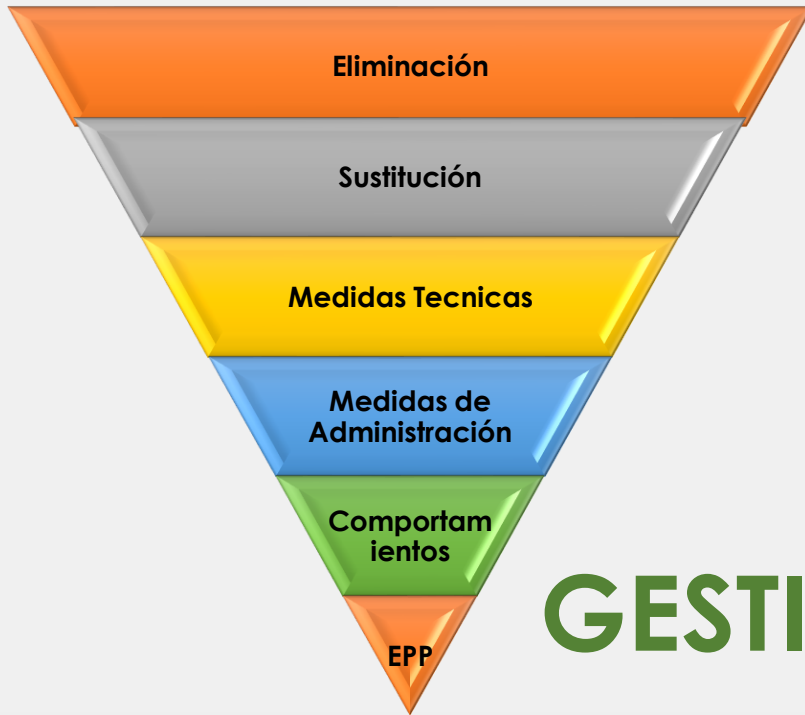 Eliminación
Sustitución
Medidas Tecnicas
Medidas de
Administración
Comportam
ientos
EPP
GESTI